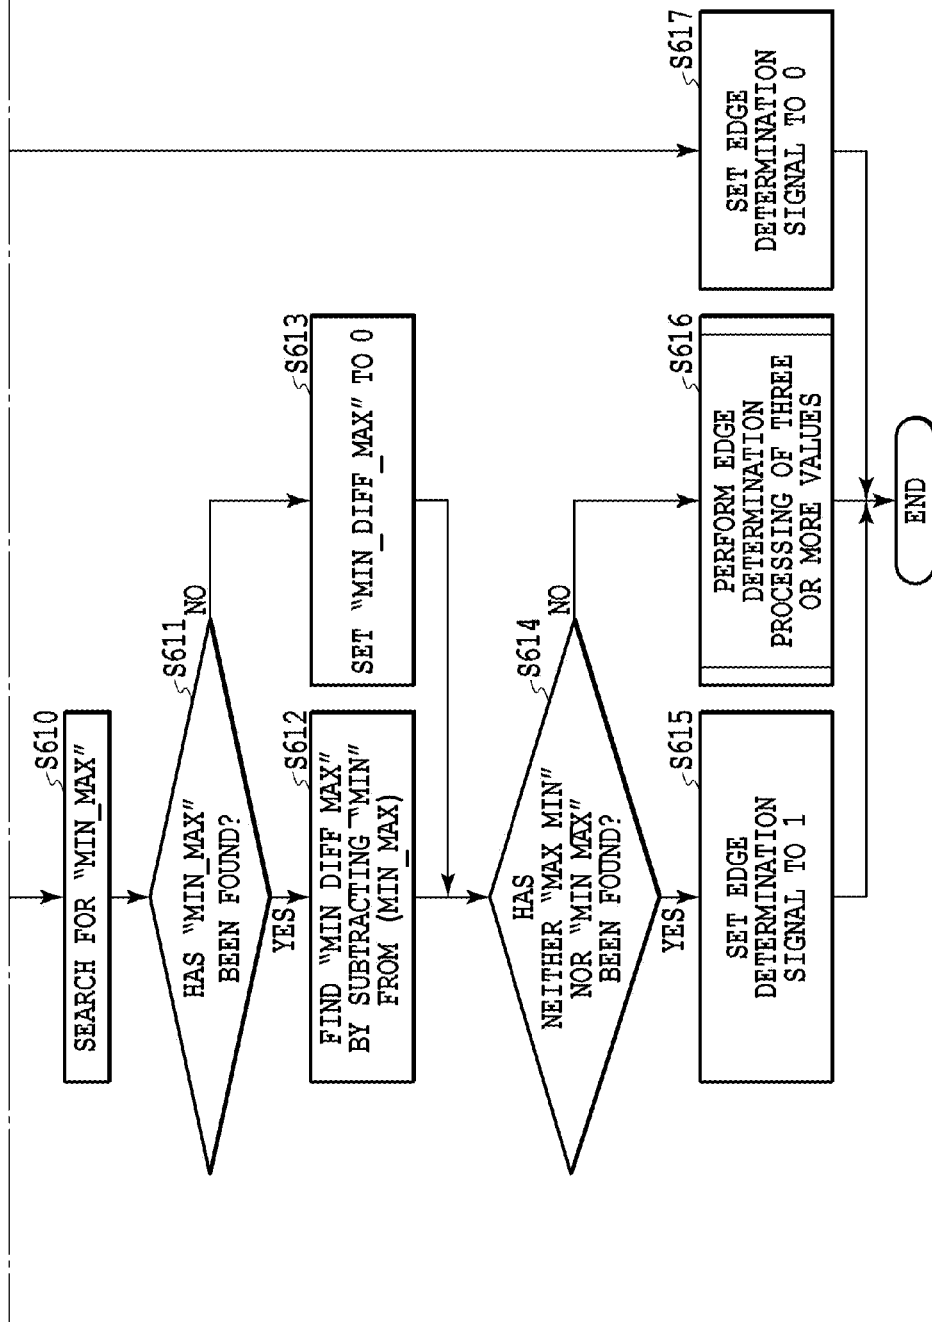 S610
SEARCH FOR "MIN_MAX"
S611
HAS "MIN_MAX"
BEEN FOUND?
NO
YES
S612
FIND "MIN DIFF MAX"
BY SUBTRACTING "MIN"
FROM (MIN_MAX)
S613
SET "MIN_DIFF_MAX" TO 0
S614
HAS
NEITHER "MAX MIN"
NOR "MIN MAX"
BEEN FOUND?
NO
YES
S615
SET EDGE
DETERMINATION
SIGNAL TO 1
S616
PERFORM EDGE
DETERMINATION
PROCESSING OF THREE
OR MORE VALUES
S617
SET EDGE
DETERMINATION
SIGNAL TO 0
END